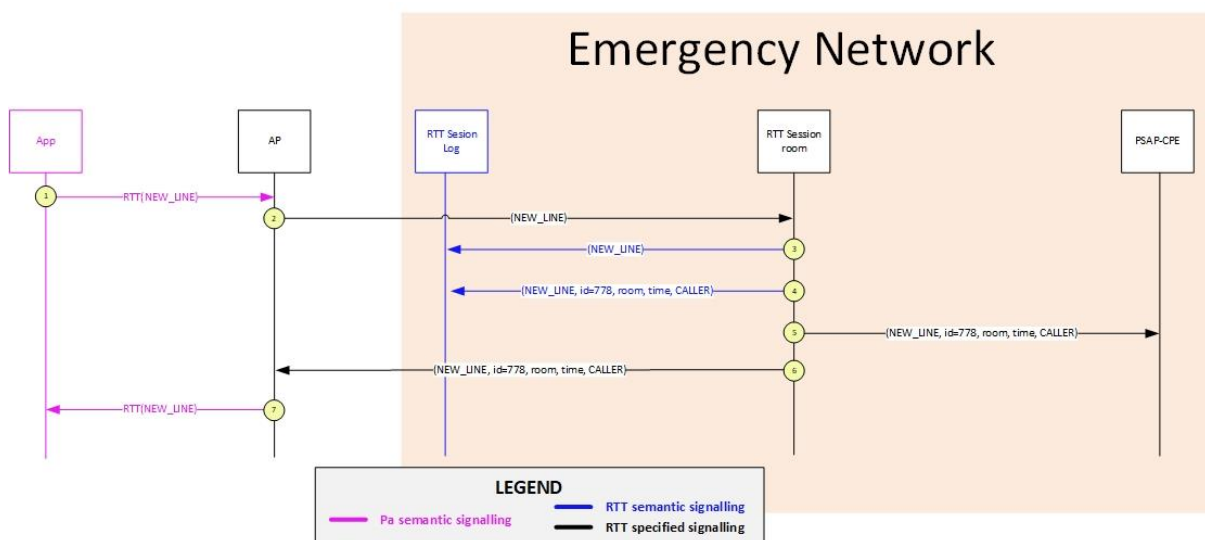 Emergency Network
App
AP
RTT Sesion
Log
RTT Session
room
PSAP-CPE
1
RTT(NEW_LINE)
2
(NEW_LINE)
(NEW_LINE)
3
(NEW_LINE, id=778, room, time, CALLER)
4
5
(NEW_LINE, id=778, room, time, CALLER)
(NEW_LINE, id=778, room, time, CALLER)
6
RTT(NEW_LINE)
7
LEGEND
Pa semantic signalling
RTT semantic signalling
RTT specified signalling